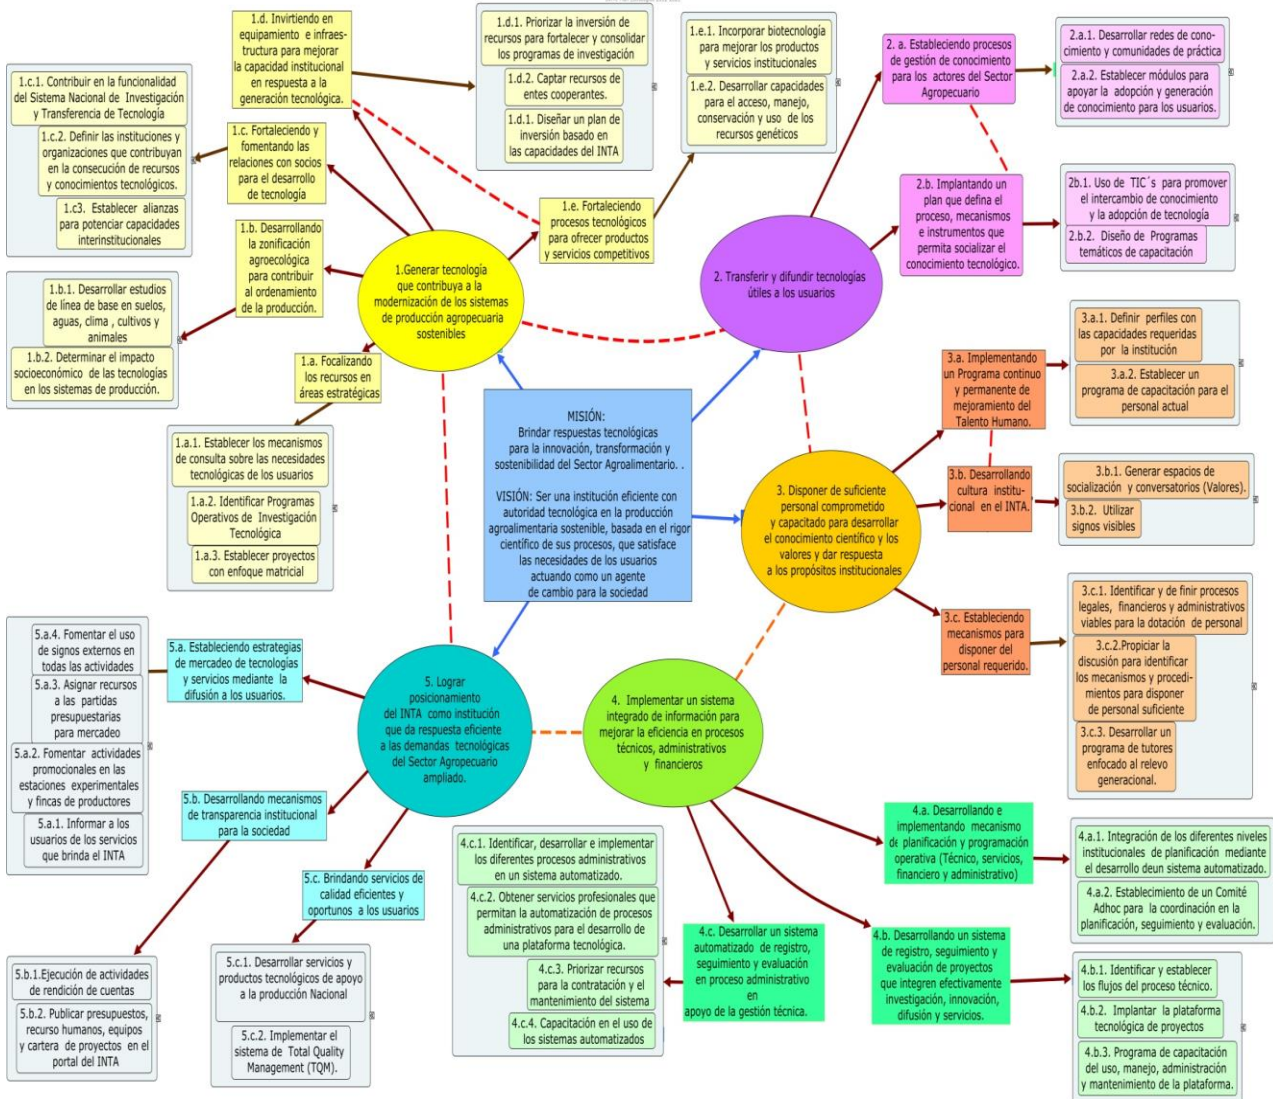 1.d. Invirtiendo en
equipamiento e infraes-
tructura para mejorar
la capacidad institucional
en respuesta a la
generación tecnológica.
1.d.1. Priorizar la inversión de
recursos para fortalecer y consolidar
los programas de investigación
1.d.2. Captar recursos de
entes cooperantes.
1.d.1. Diseñar un plan de
inversión basado en
las capacidades del INTA
1.e.1. Incorporar biotecnología
para mejorar los productos
y servicios institucionales
1.e.2. Desarrollar capacidades
para el acceso, manejo,
conservación y uso de los
recursos genéticos
2. a. Estableciendo procesos
de gestión de conocimiento
para los actores del Sector
Agropecuario
2.a.1. Desarrollar redes de cono-
cimiento y comunidades de práctica
2.a.2. Establecer módulos para
apoyar la adopción y generación
de conocimiento para los usuarios.
1.c.1. Contribuir en la funcionalidad
del Sistema Nacional de Investigación
y Transferencia de Tecnología
1.c.2. Definir las instituciones y
organizaciones que contribuyan
en la consecución de recursos
y conocimientos tecnológicos.
1.c3. Establecer alianzas
para potenciar capacidades
interinstitucionales
1.c. Fortaleciendo y
fomentando las
relaciones con socios
para el desarrollo
de tecnología
1.e. Fortaleciendo
procesos tecnológicos
para ofrecer productos
y servicios competitivos
2.b. Implantando un
plan que defina el
proceso, mecanismos
e instrumentos que
permita socializar el
conocimiento tecnológico.
2b.1. Uso de TIC´s para promover
el intercambio de conocimiento
y la adopción de tecnología
2.b.2. Diseño de Programas
temáticos de capacitación
1.b. Desarrollando
la zonificación
agroecológica
para contribuir
al ordenamiento
de la producción.
1.b.1. Desarrollar estudios
de línea de base en suelos,
aguas, clima , cultivos y
animales
1.b.2. Determinar el impacto
socioeconómico de las tecnologías
en los sistemas de producción.
1.Generar tecnología
que contribuya a la
modernización de los sistemas
de producción agropecuaria
sostenibles
2. Transferir y difundir tecnologías
útiles a los usuarios
1.a. Focalizando
los recursos en
áreas estratégicas
1.a.1. Establecer los mecanismos
de consulta sobre las necesidades
tecnológicas de los usuarios
1.a.2. Identificar Programas
Operativos de Investigación
Tecnológica
1.a.3. Establecer proyectos
con enfoque matricial
MISIÓN:
Brindar respuestas tecnológicas
para la innovación, transformación y
sostenibilidad del Sector Agroalimentario. .
VISIÓN: Ser una institución eficiente con
autoridad tecnológica en la producción
agroalimentaria sostenible, basada en el rigor
científico de sus procesos, que satisface
las necesidades de los usuarios
actuando como un agente
de cambio para la sociedad
3.a. Implementando
un Programa continuo
y permanente de
mejoramiento del
Talento Humano.
3.a.1. Definir perfiles con
las capacidades requeridas
por la institución
3.a.2. Establecer un
programa de capacitación para el
personal actual
3. Disponer de suficiente
personal comprometido
y capacitado para desarrollar
el conocimiento científico y los
valores y dar respuesta
a los propósitos institucionales
3.b. Desarrollando
cultura institu-
cional en el INTA.
3.b.1. Generar espacios de
socialización y conversatorios (Valores).
3.b.2. Utilizar
signos visibles
3.c. Estableciendo
mecanismos para
disponer del
personal requerido.
3.c.1. Identificar y de finir procesos
legales, financieros y administrativos
viables para la dotación de personal
3.c.2.Propiciar la
discusión para identificar
los mecanismos y procedi-
mientos para disponer
de personal suficiente
3.c.3. Desarrollar un
programa de tutores
enfocado al relevo
generacional.
5.a.4. Fomentar el uso
de signos externos en
todas las actividades
5.a.3. Asignar recursos
a las partidas
presupuestarias
para mercadeo
5.a.2. Fomentar actividades
promocionales en las
estaciones experimentales
y fincas de productores
5.a.1. Informar a los
usuarios de los servicios
que brinda el INTA
5.a. Estableciendo estrategias
de mercadeo de tecnologías
y servicios mediante la
difusión a los usuarios.
5. Lograr
posicionamiento
del INTA como institución
que da respuesta eficiente
a las demandas tecnológicas
del Sector Agropecuario
ampliado.
4. Implementar un sistema
integrado de información para
mejorar la eficiencia en procesos
técnicos, administrativos
y financieros
5.b. Desarrollando mecanismos
de transparencia institucional
para la sociedad
5.c. Brindando servicios de
calidad eficientes y
oportunos a los usuarios
5.b.1.Ejecución de actividades
de rendición de cuentas
5.b.2. Publicar presupuestos,
recurso humanos, equipos
y cartera de proyectos en el
portal del INTA
5.c.1. Desarrollar servicios y
productos tecnológicos de apoyo
a la producción Nacional
5.c.2. Implementar el
sistema de Total Quality
Management (TQM).
4.c.1. Identificar, desarrollar e implementar
los diferentes procesos administrativos
en un sistema automatizado.
4.c.2. Obtener servicios profesionales que
permitan la automatización de procesos
administrativos para el desarrollo de
una plataforma tecnológica.
4.c.3. Priorizar recursos
para la contratación y el
mantenimiento del sistema
4.c.4. Capacitación en el uso de
los sistemas automatizados
4.c. Desarrollar un sistema
automatizado de registro,
seguimiento y evaluación
en proceso administrativo
en
apoyo de la gestión técnica.
4.a. Desarrollando e
implementando mecanismo
de planificación y programación
operativa (Técnico, servicios,
financiero y administrativo)
4.a.1. Integración de los diferentes niveles
institucionales de planificación mediante
el desarrollo deun sistema automatizado.
4.a.2. Establecimiento de un Comité
Adhoc para la coordinación en la
planificación, seguimiento y evaluación.
4.b. Desarrollando un sistema
de registro, seguimiento y
evaluación de proyectos
que integren efectivamente
investigación, innovación,
difusión y servicios.
4.b.1. Identificar y establecer
los flujos del proceso técnico.
4.b.2. Implantar la plataforma
tecnológica de proyectos
4.b.3. Programa de capacitación
del uso, manejo, administración
y mantenimiento de la plataforma.